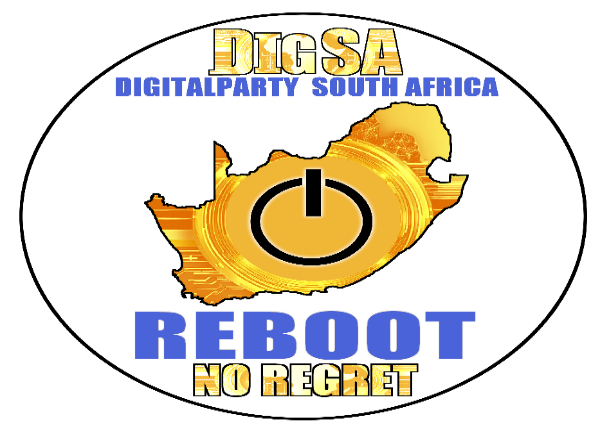 DIGSA
DIGITALPARTY SOUTH AFRICA
REBOOT
NO REGRET